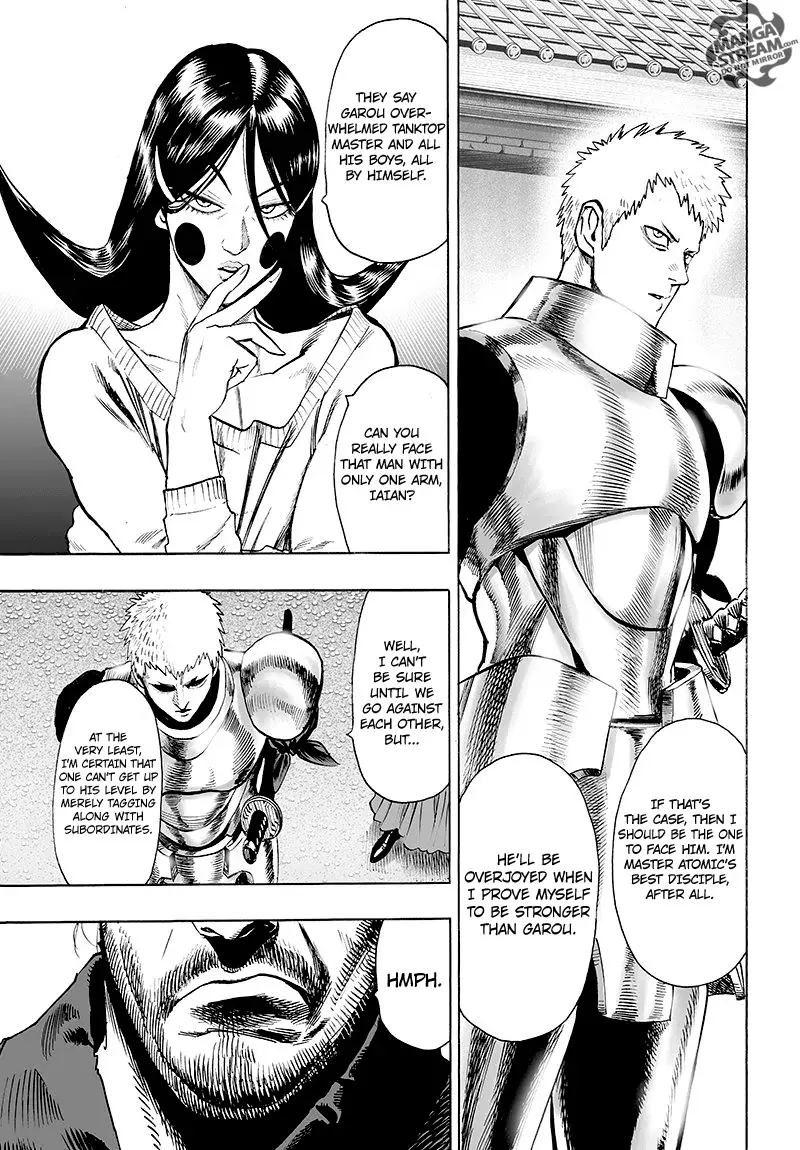 MANGA
STREAM.com
DO NOT MIRROR
IF THAT'S
THE CASE, THEN I
SHOULD BE THE ONE
TO FACE HIM. I'M
MASTER ATOMIC'S
BEST DISCIPLE,
AFTER ALL.
HE'LL BE
OVERJOYED WHEN
I PROVE MYSELF
TO BE STRONGER
THAN GAROU.
THEY SAY
GAROU OVER-
WHELMED TANKTOP
MASTER AND ALL
HIS BOYS, ALL
BY HIMSELF.
CAN YOU
REALLY FACE
THAT MAN WITH
ONLY ONE ARM,
IAIAN?
WELL,
I CAN'T
BE SURE
UNTIL WE
GO AGAINST
EACH OTHER,
BUT...
AT THE
VERY LEAST,
I'M CERTAIN THAT
ONE CAN'T GET UP
TO HIS LEVEL BY
MERELY TAGGING
ALONG WITH
SUBORDINATES.
HMPH.